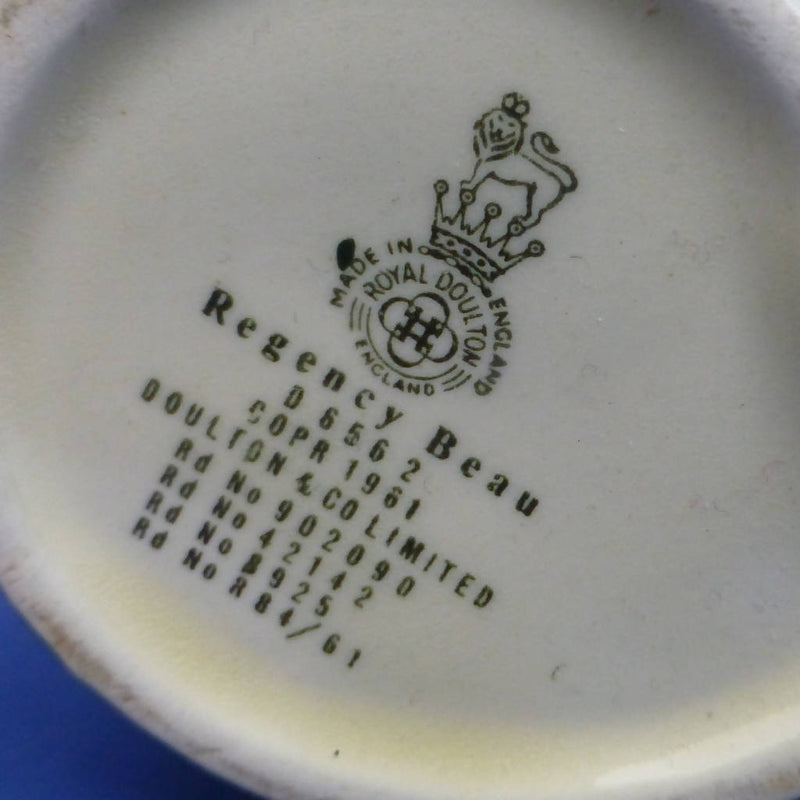 MADE IN ENGLAND
ROYAL DOULTON
ENGLAND
Regency Beau
D 6562
COPR 1961
DOULTON & CO LIMITED
Rd No 902090
Rd No 42142
Rd No 8925
Rd No R84/61